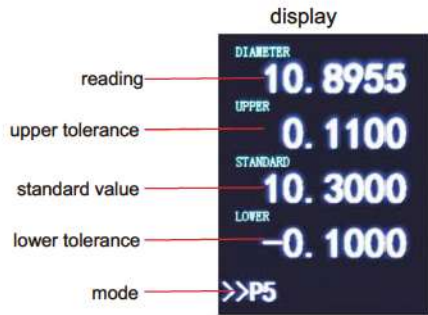 display
DIAMETER
reading 10.8955
UPPER
upper tolerance 0.1100
STANDARD
standard value 10.3000
LOWER
lower tolerance -0.1000
mode >>P5